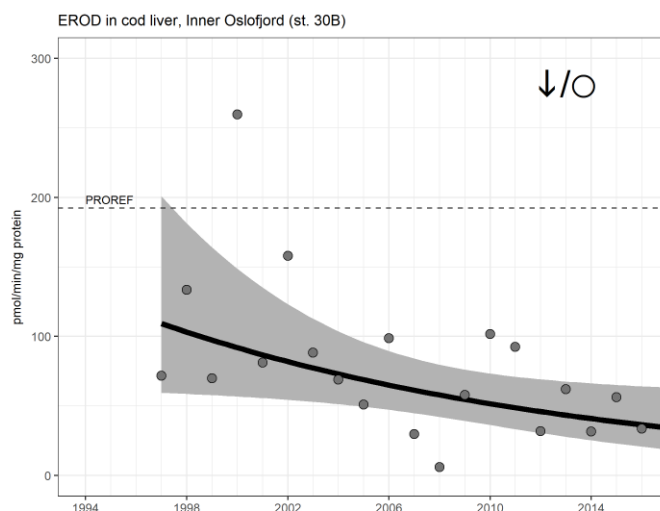 EROD in cod liver, Inner Oslofjord (st. 30B)
300
↓/○
200
PROREF
100
0
pmol/min/mg protein
1994 1998 2002 2006 2010 2014